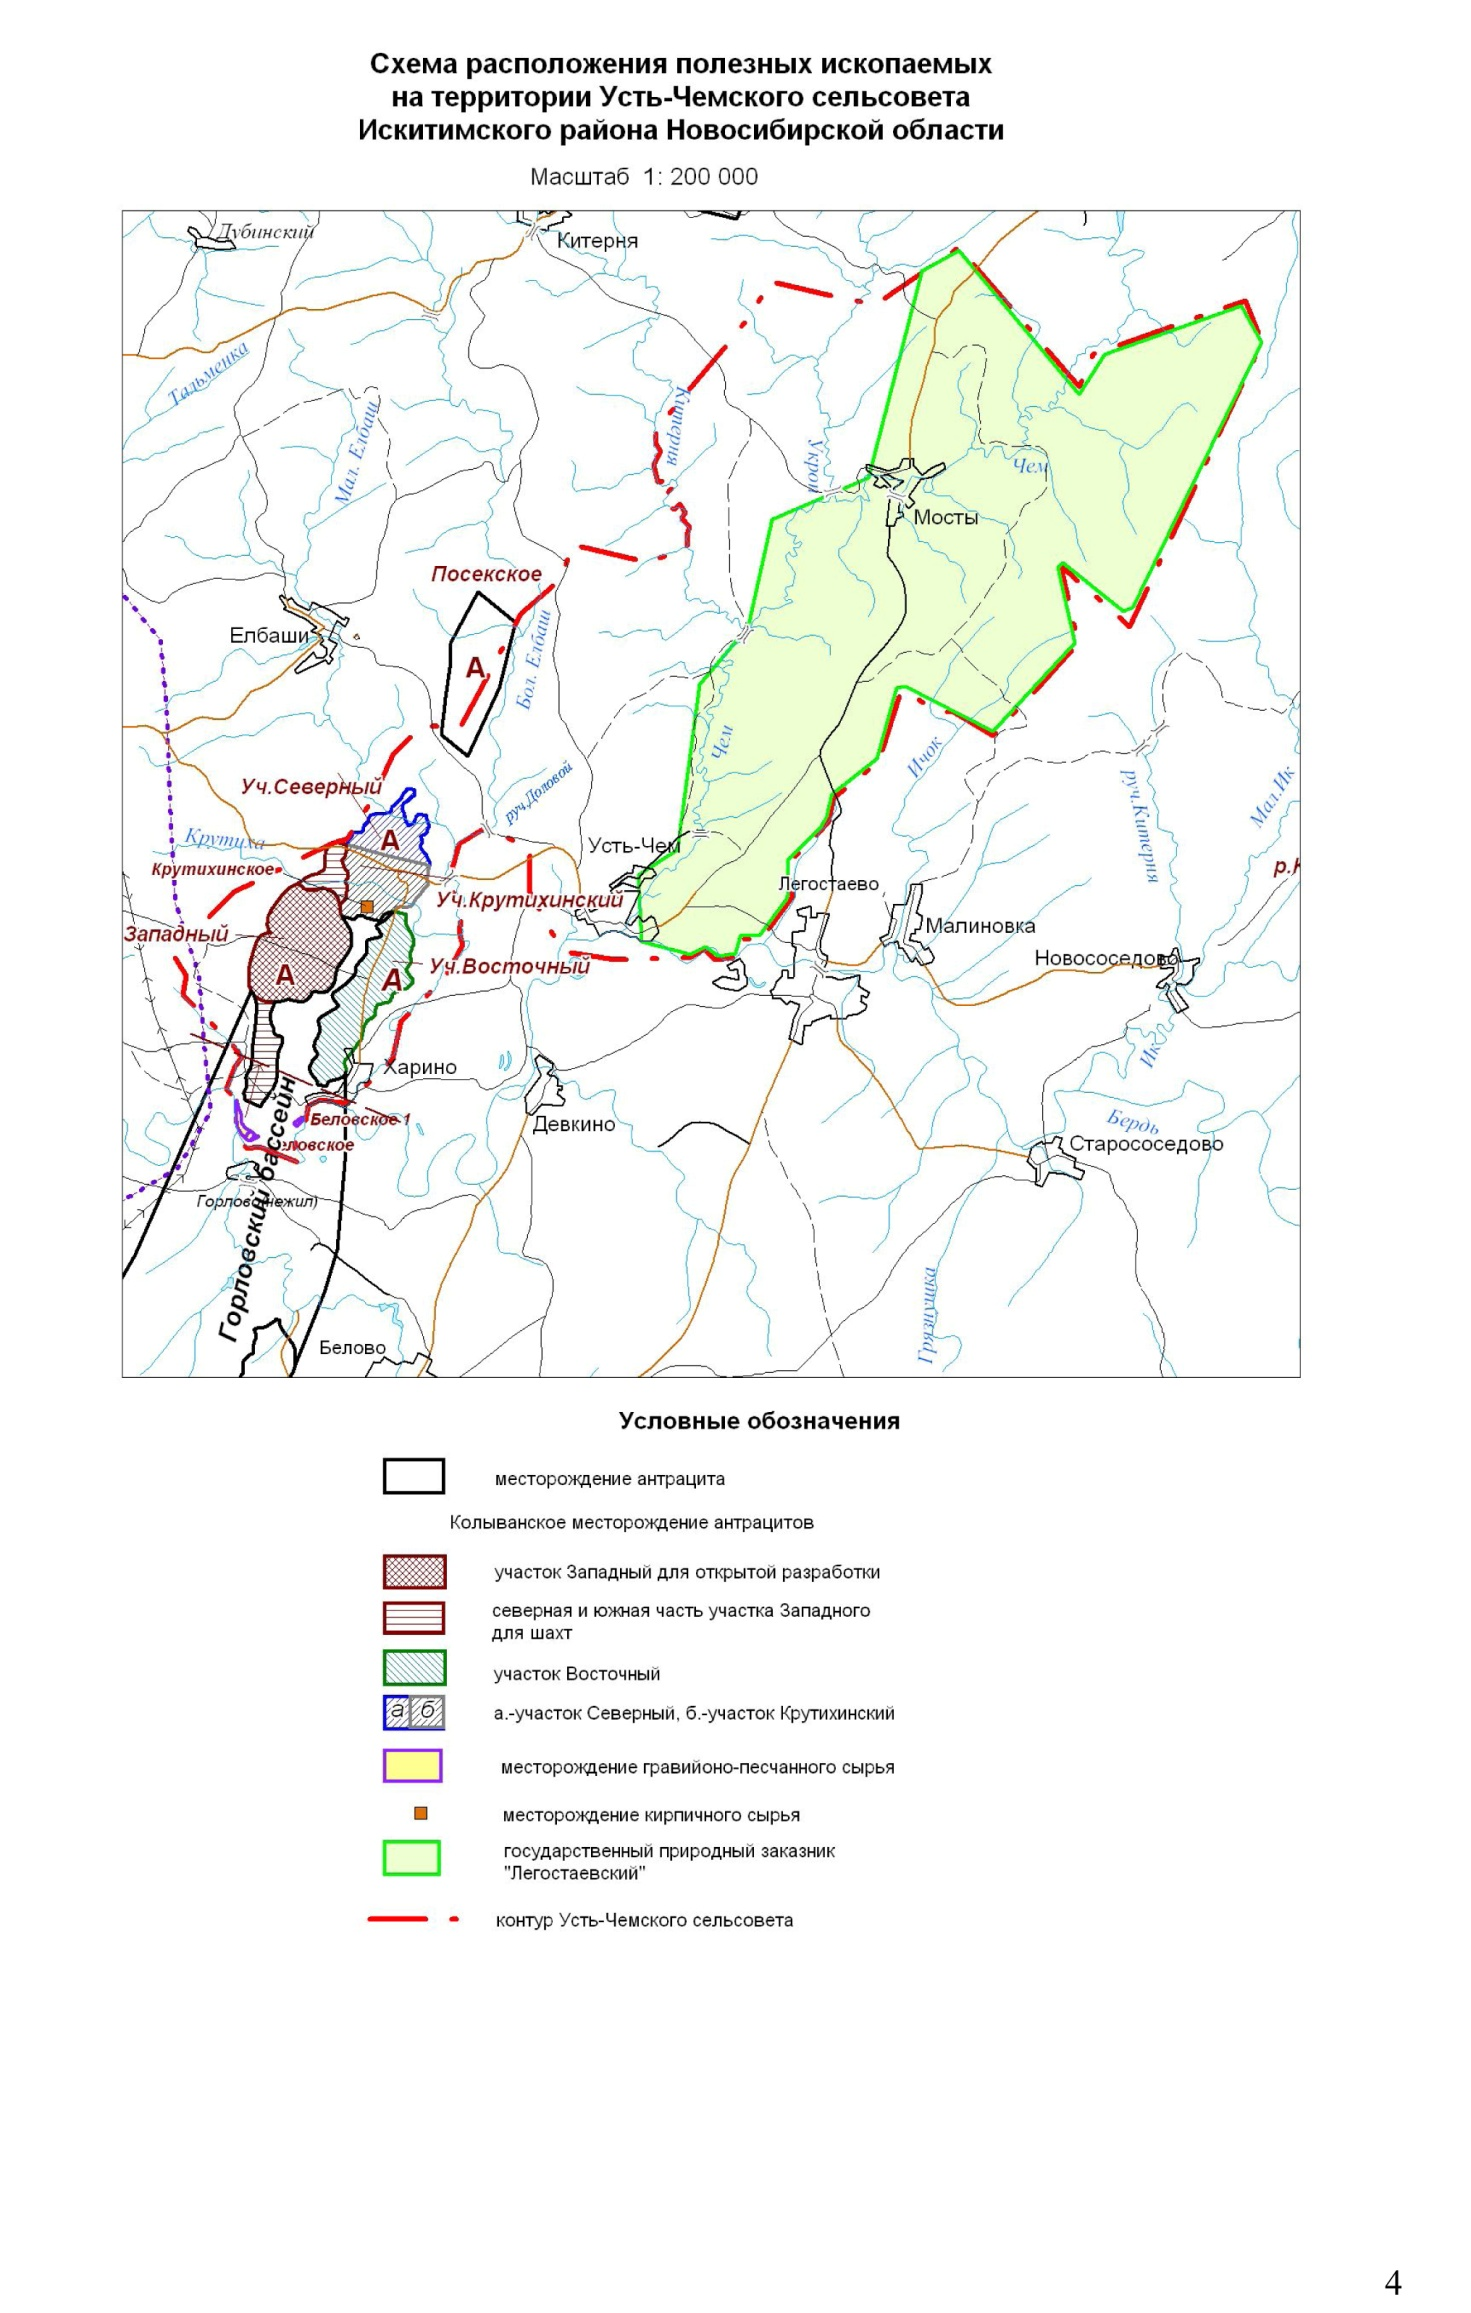 Схема расположения полезных ископаемых
на территории Усть-Чемского сельсовета
Искитимского района Новосибирской области
Масштаб 1: 200 000
Дубинский
Китерня
Тальменка
Мал. Елбаш
Китерня
Укроп
Чем
Мосты
Посекское
Елбаши
А
Бол. Елбаш
Чем
Ичок
руч.Китерня
Мал.Ик
Уч.Северный
руч.Доловой
Крутиха
А
Усть-Чем
Крутихинское
Легостаево
р.К
Уч.Крутихинский
Западный
Малиновка
Новососедово
А
А
Уч.Восточный
Ик
Харино
Беловское-1
Бердь
Девкино
еловское
Старососедово
Горлово(нежил)
Горловский бассейн
Грязнушка
Белово
Условные обозначения
месторождение антрацита
Колыванское месторождение антрацитов
участок Западный для открытой разработки
северная и южная часть участка Западного
для шахт
участок Восточный
а б
а.-участок Северный, б.-участок Крутихинский
месторождение гравийоно-песчанного сырья
месторождение кирпичного сырья
государственный природный заказник
"Легостаевский"
контур Усть-Чемского сельсовета
4